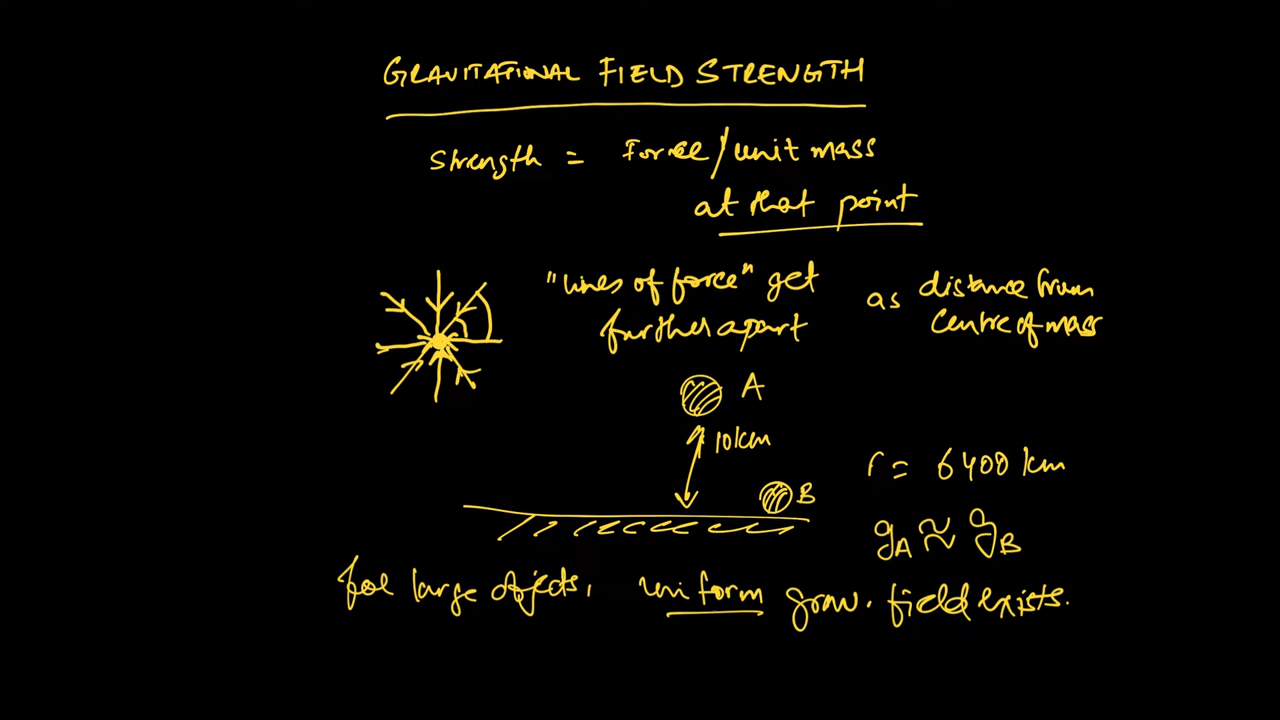 GRAVITATIONAL FIELD STRENGTH
Strength = Force/unit mass
at that point
"lines of force" get as distance from
further apart centre of mass
A
10km
r = 6400 km
B
gA ≈ gB
for large objects, uniform grav. field exists.